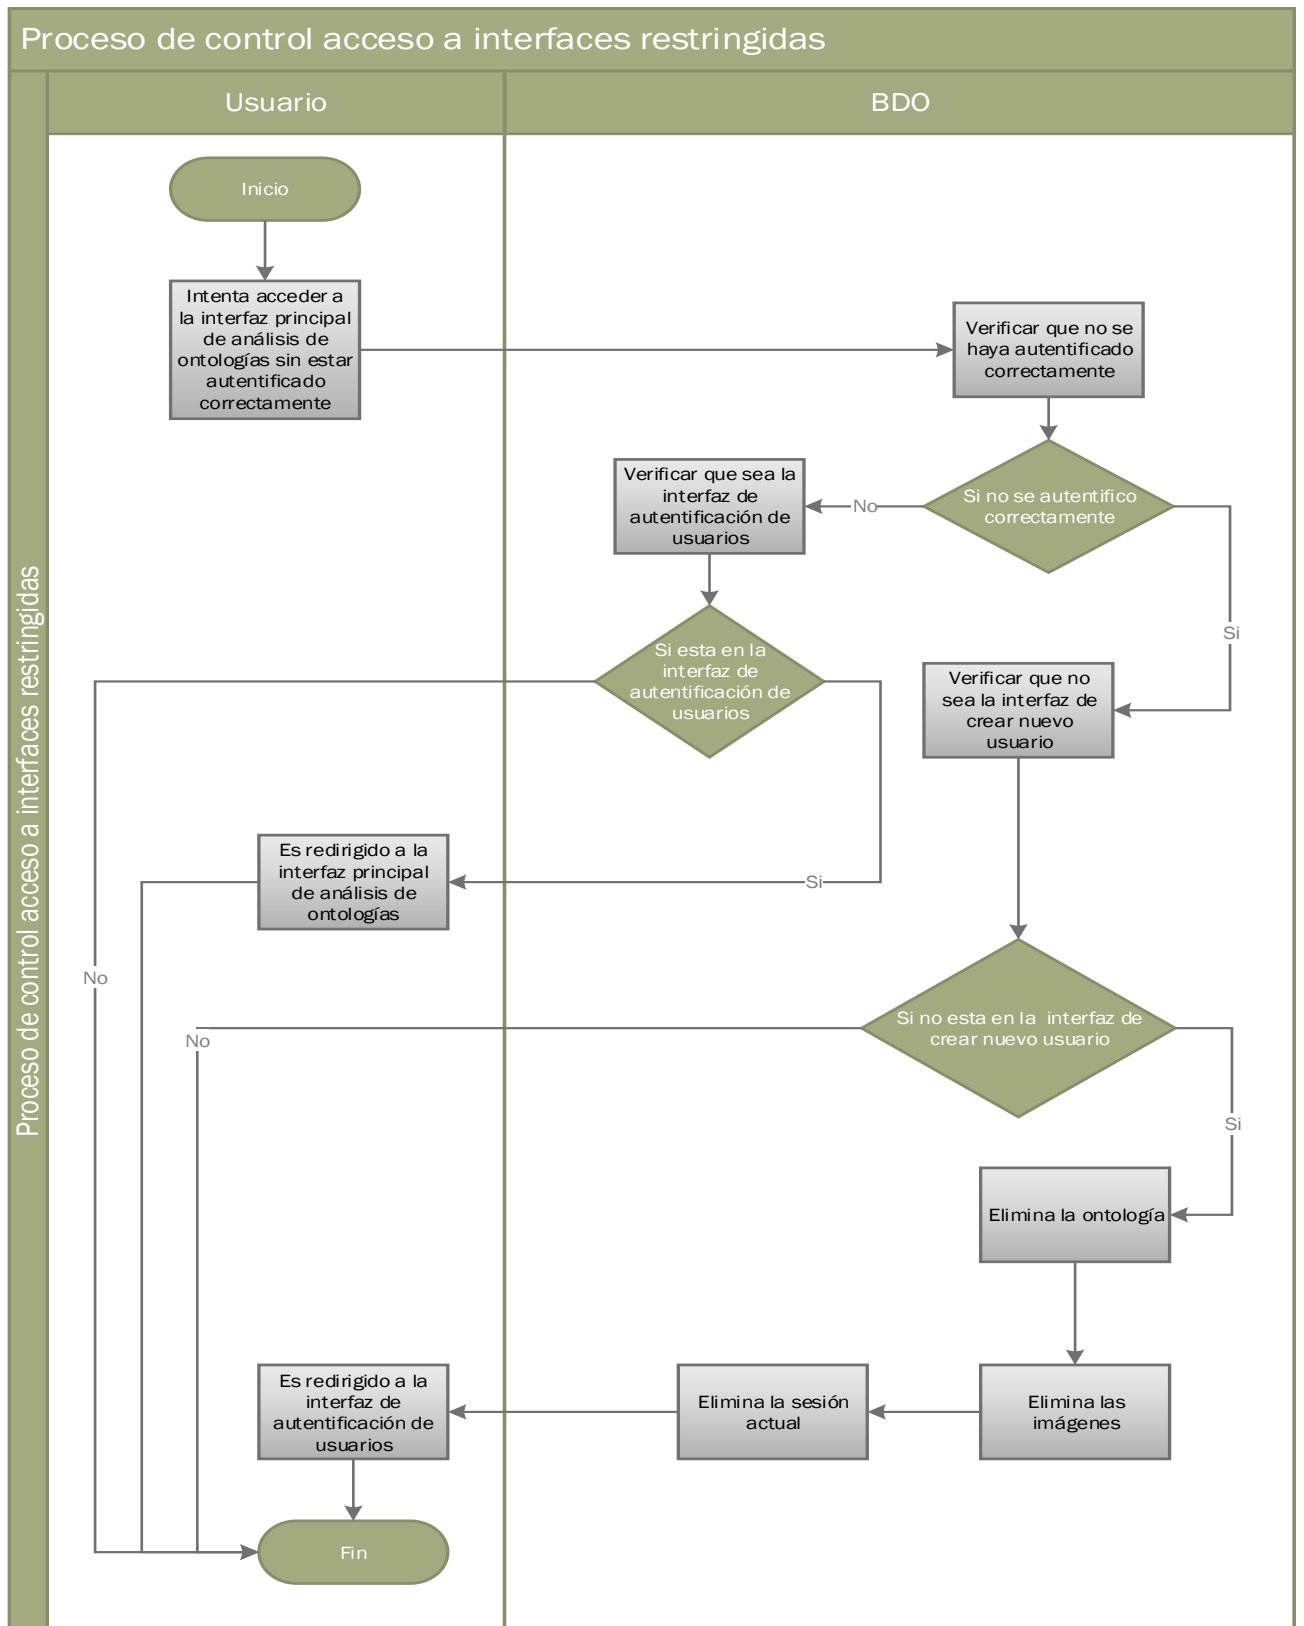 Proceso de control acceso a interfaces restringidas
Proceso de control acceso a interfaces restringidas
Usuario
BDO
Inicio
Intenta acceder a
la interfaz principal
de análisis de
ontologías sin estar
autentificado
correctamente
Verificar que no se
haya autentificado
correctamente
Si no se autentifico
correctamente
No
Si
Verificar que sea la
interfaz de
autentificación de
usuarios
Si esta en la
interfaz de
autentificación de
usuarios
Verificar que no
sea la interfaz de
crear nuevo
usuario
Es redirigido a la
interfaz principal
de análisis de
ontologías
Si
No
Si no esta en la interfaz de
crear nuevo usuario
No
Si
Elimina la ontología
Elimina las
imágenes
Elimina la sesión
actual
Es redirigido a la
interfaz de
autentificación de
usuarios
Fin